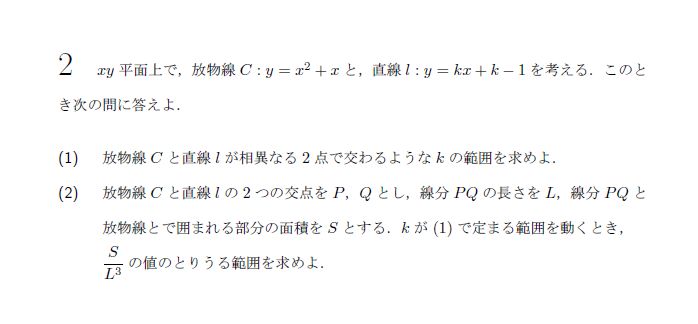 2 xy 平面上で，放物線 C : y = x² + x と，直線 l : y = kx + k − 1 を考える．このと
き次の問に答えよ．
(1) 放物線 C と直線 l が相異なる 2 点で交わるような k の範囲を求めよ．
(2) 放物線 C と直線 l の 2 つの交点を P，Q とし，線分 PQ の長さを L，線分 PQ と
放物線とで囲まれる部分の面積を S とする．k が (1) で定まる範囲を動くとき，
S/L³ の値のとりうる範囲を求めよ．